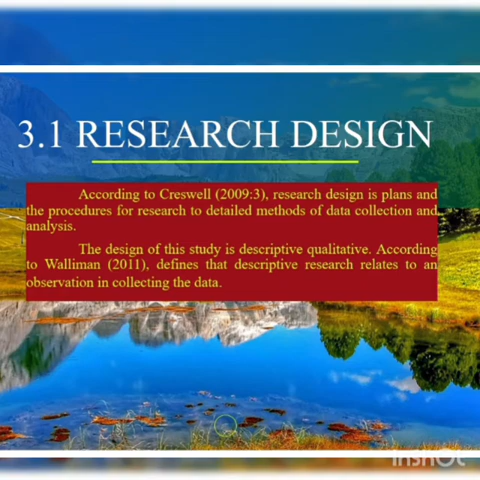 3.1 RESEARCH DESIGN
According to Creswell (2009:3), research design is plans and
the procedures for research to detailed methods of data collection and
analysis.
The design of this study is descriptive qualitative. According
to Walliman (2011), defines that descriptive research relates to an
observation in collecting the data.
InShOt